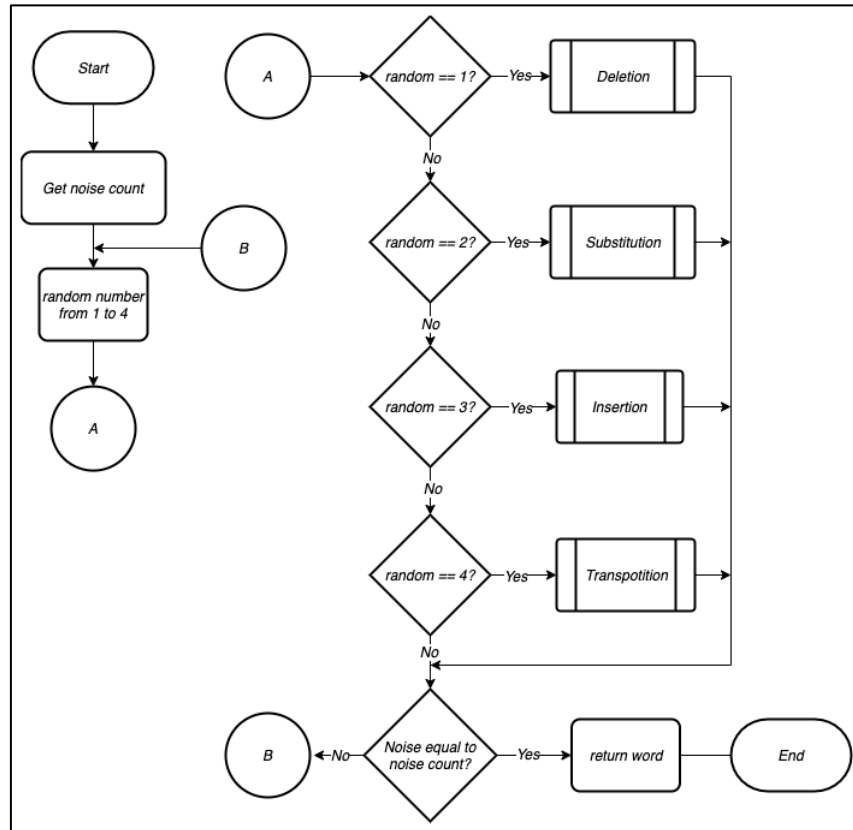 Start
Get noise count
B
random number
from 1 to 4
A
A
random == 1?
Yes
Deletion
No
random == 2?
Yes
Substitution
No
random == 3?
Yes
Insertion
No
random == 4?
Yes
Transpotition
No
B
No
Noise equal to
noise count?
Yes
return word
End